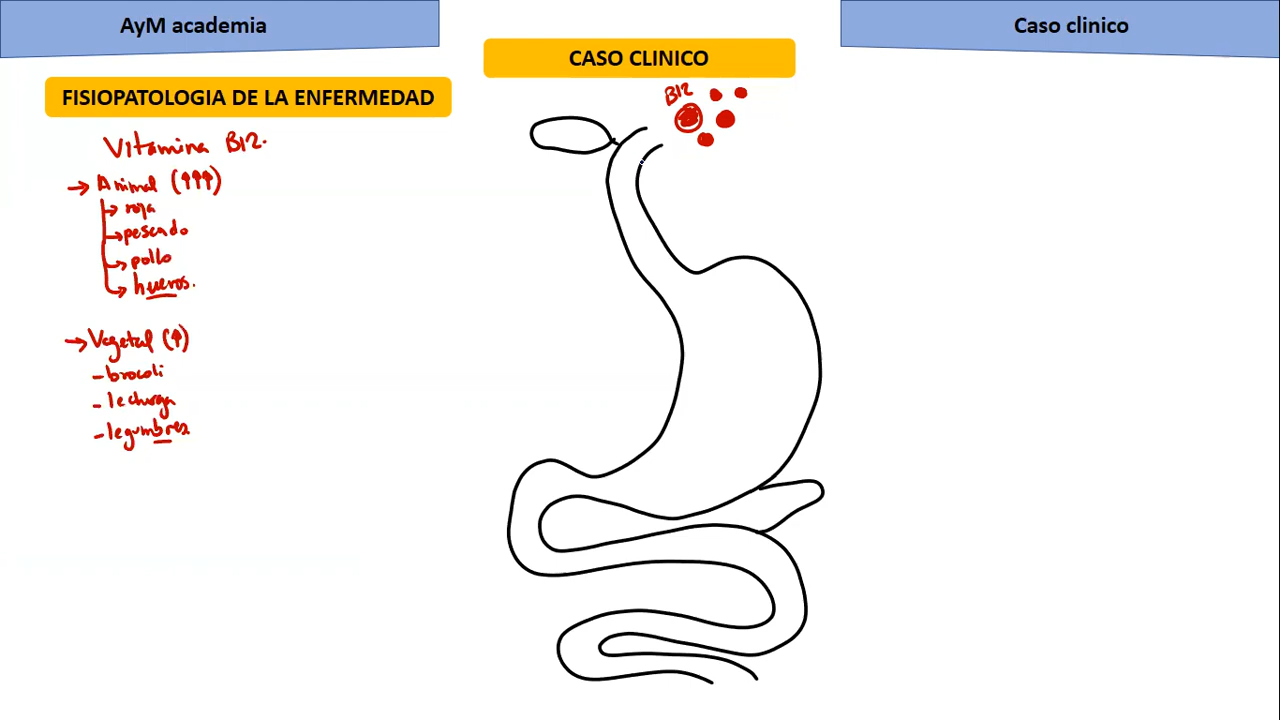 AyM academia
Caso clinico
CASO CLINICO
FISIOPATOLOGIA DE LA ENFERMEDAD
B12
Vitamina B12.
→ Animal (↑↑↑)
→ roja
→ pescado
→ pollo
→ huevos.
→ Vegetal (↑)
- brocoli
- lechuga
- legumbres